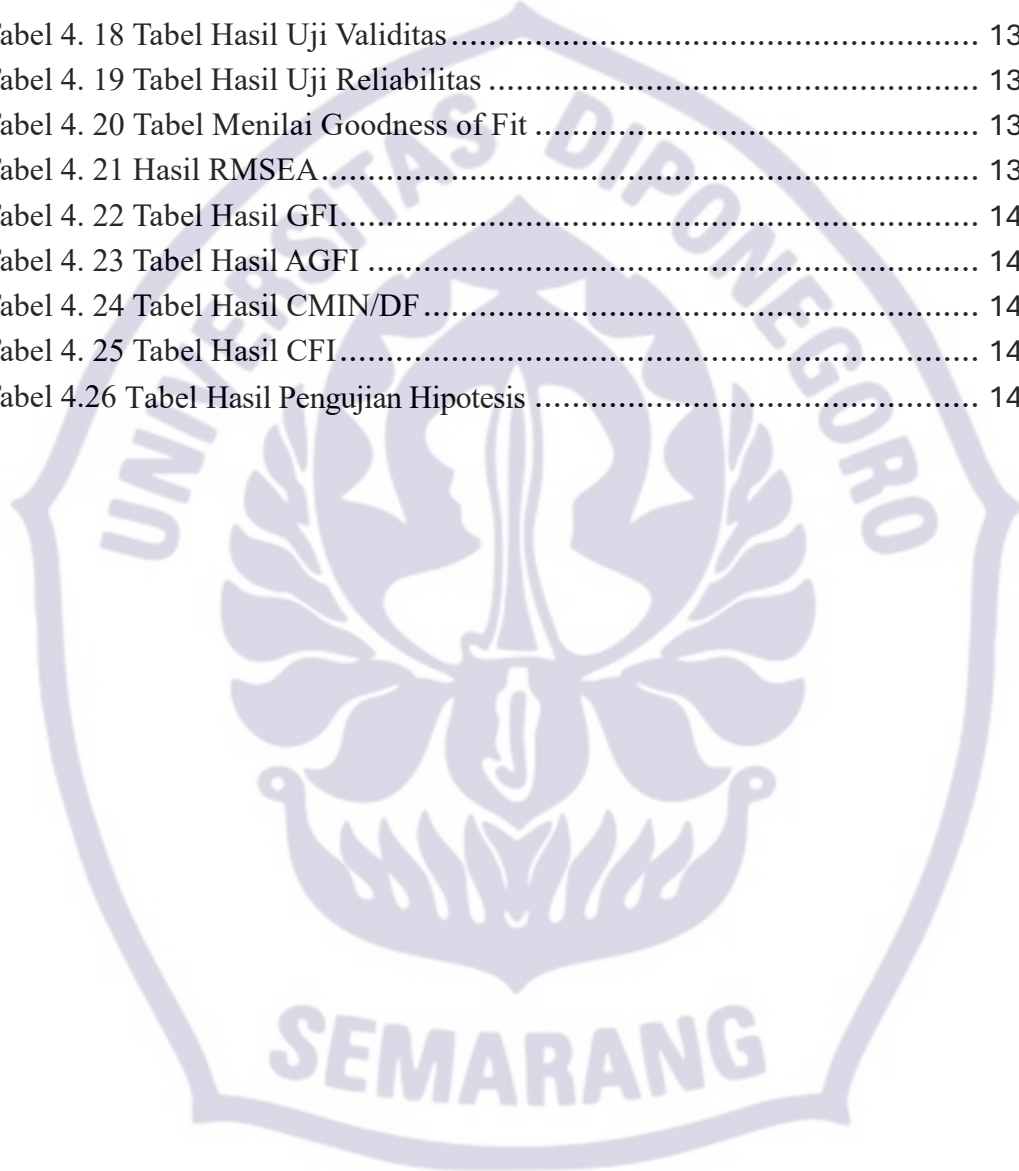 abel 4. 18 Tabel Hasil Uji Validitas.......................................................... 13
abel 4. 19 Tabel Hasil Uji Reliabilitas ...................................................... 13
abel 4. 20 Tabel Menilai Goodness of Fit ................................................. 13
abel 4. 21 Hasil RMSEA........................................................................ 13
abel 4. 22 Tabel Hasil GFI...................................................................... 14
abel 4. 23 Tabel Hasil AGFI ................................................................... 14
abel 4. 24 Tabel Hasil CMIN/DF............................................................. 14
abel 4. 25 Tabel Hasil CFI...................................................................... 14
abel 4.26 Tabel Hasil Pengujian Hipotesis ................................................ 14
UNIVERSITAS DIPONEGORO
SEMARANG